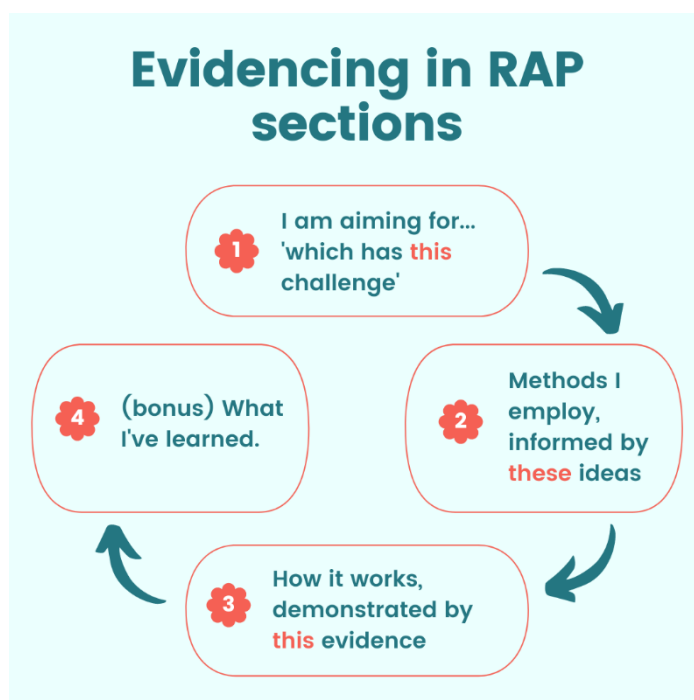 Evidencing in RAP
sections
1
I am aiming for...
'which has this
challenge'
2
Methods I
employ,
informed by
these ideas
3
How it works,
demonstrated by
this evidence
4
(bonus) What
I've learned.